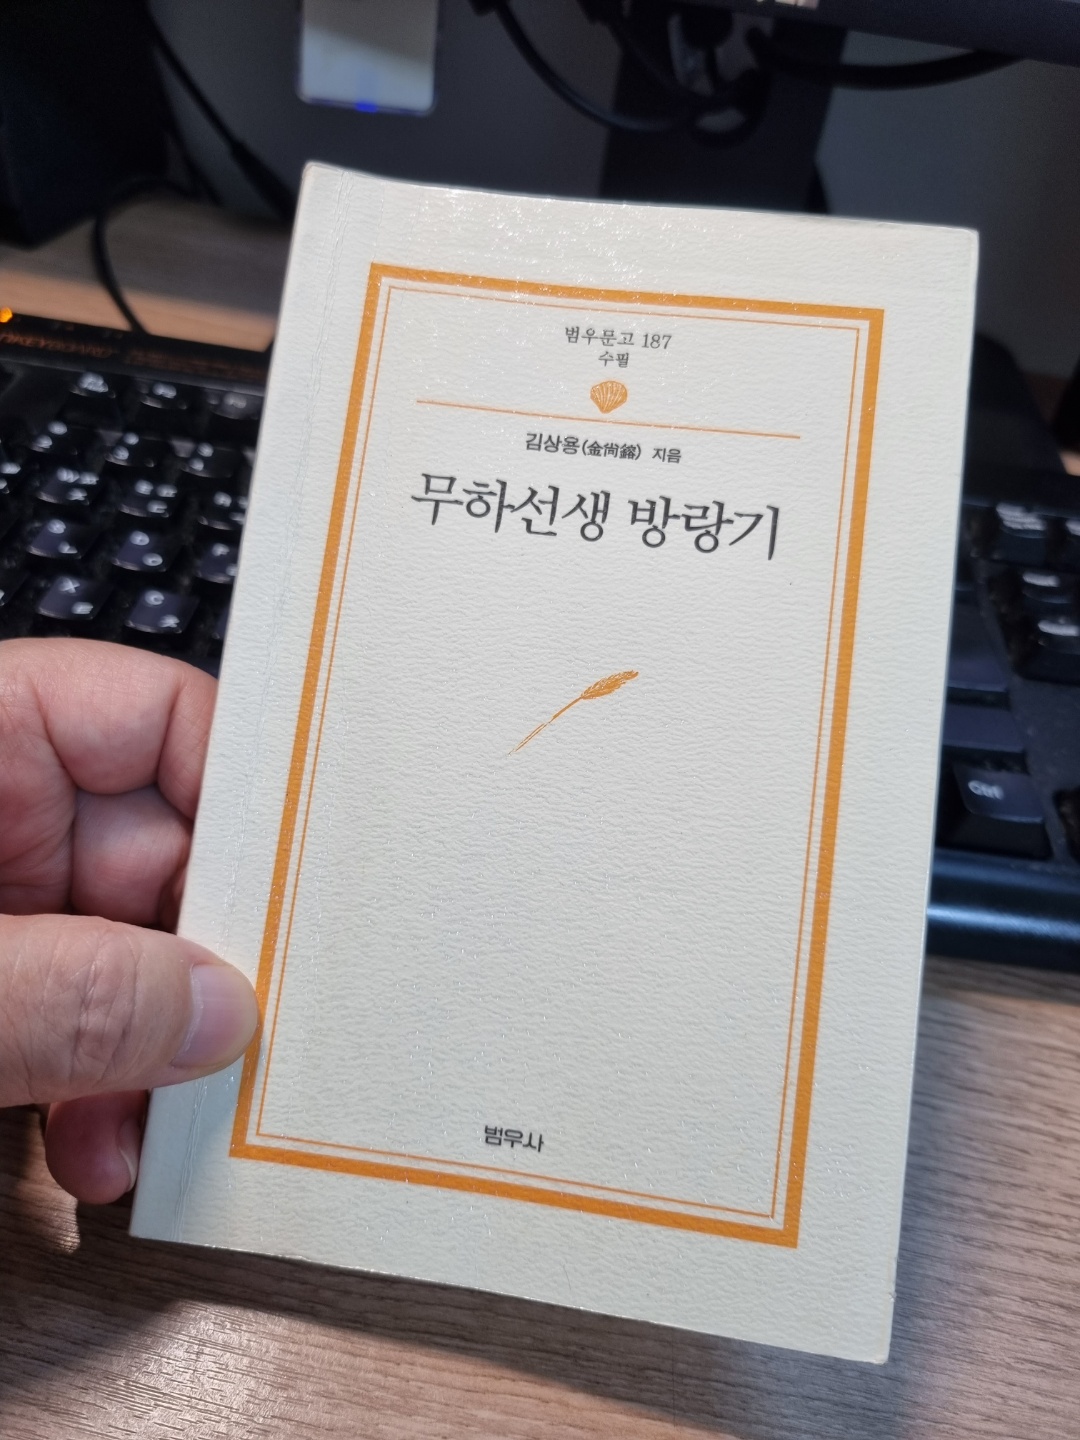 범우문고 187
수필
김상용(金尙鎔) 지음
무하선생 방랑기
범우사
Ctrl
X
C